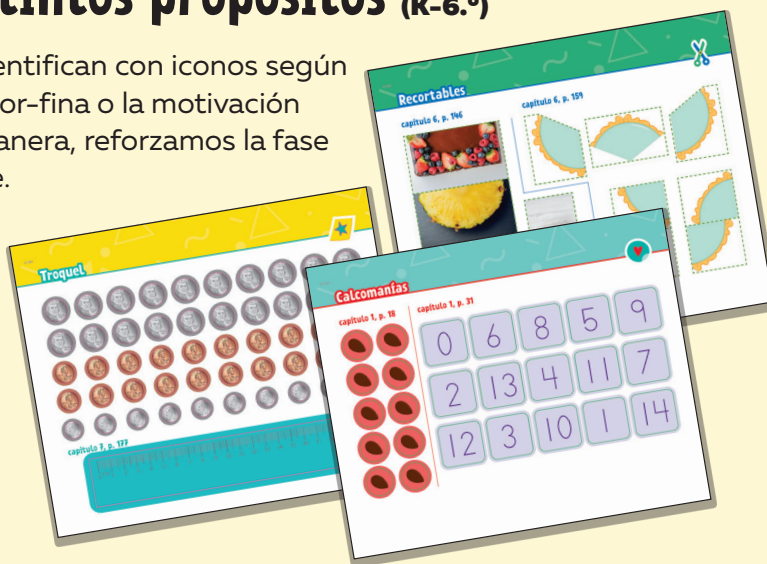 tintos propósitos (K-6.º)
entifican con iconos según
or-fina o la motivación
anera, reforzamos la fase
e.
Recortables
capítulo 6, p. 146
capítulo 6, p. 159
Troquel
capítulo 7, p. 177
Calcomanías
capítulo 1, p. 18
capítulo 1, p. 31
0 6 8 5 9
2 13 4 11 7
12 3 10 1 14